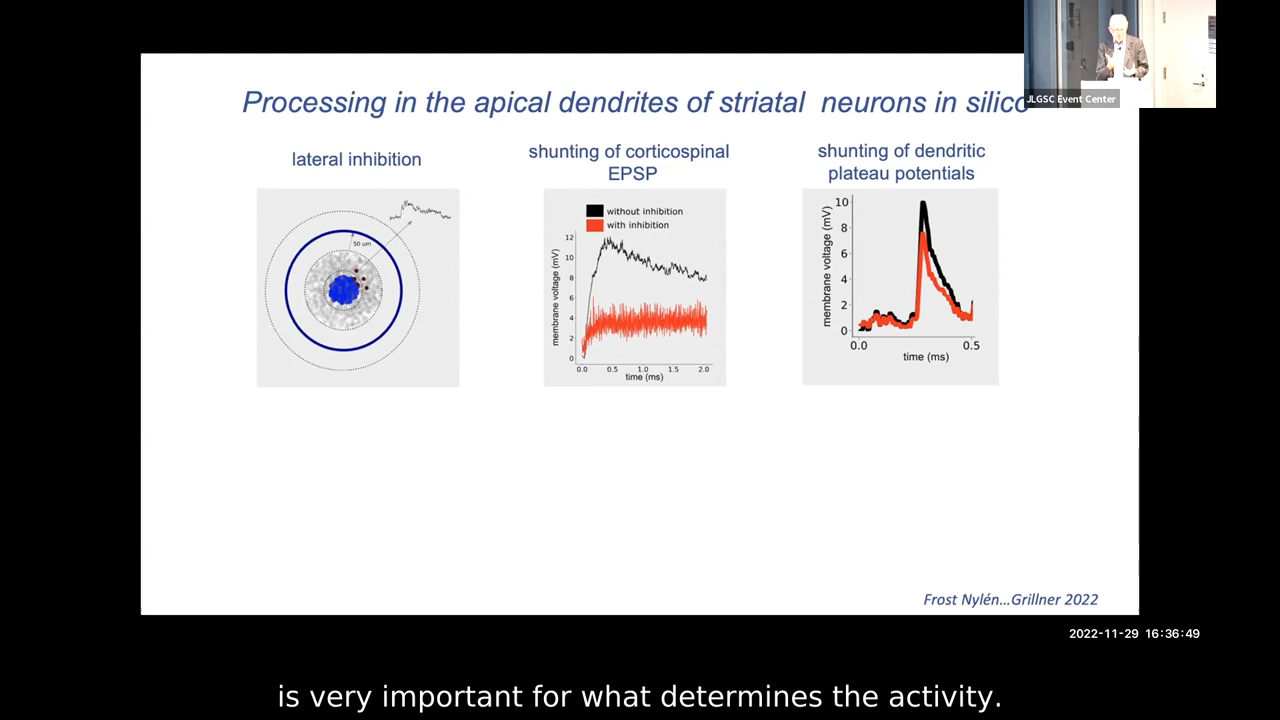 Processing in the apical dendrites of striatal neurons in silico
JLGSC Event Center
lateral inhibition
50 um
shunting of corticospinal
EPSP
without inhibition
with inhibition
membrane voltage (mV)
12
10
8
6
4
2
0
0.0 0.5 1.0 1.5 2.0
time (ms)
shunting of dendritic
plateau potentials
membrane voltage (mV)
10
8
6
4
2
0
0.0 0.5
time (ms)
Frost Nylén...Grillner 2022
2022-11-29 16:36:49
is very important for what determines the activity.